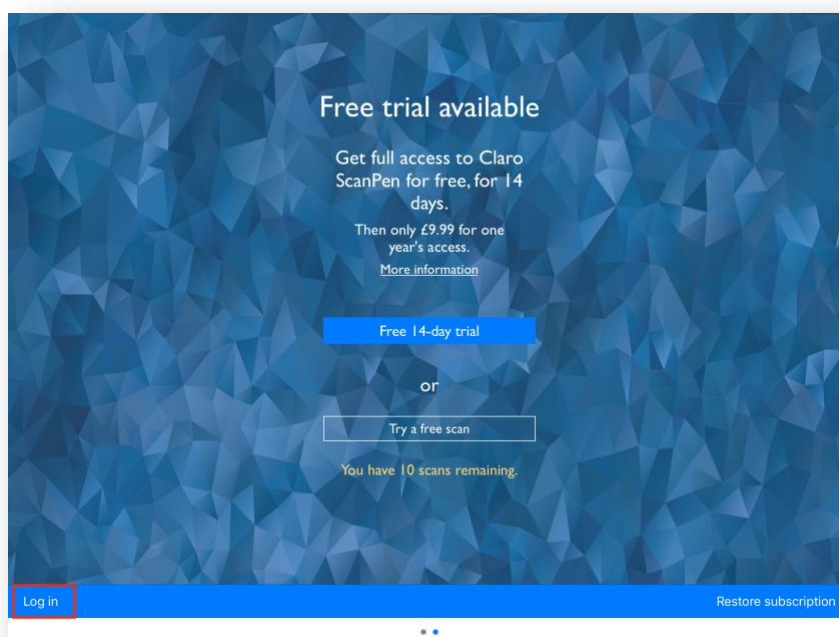 Free trial available
Get full access to Claro
ScanPen for free, for 14
days.
Then only £9.99 for one
year's access.
More information
Free 14-day trial
or
Try a free scan
You have 10 scans remaining.
Log in
Restore subscription